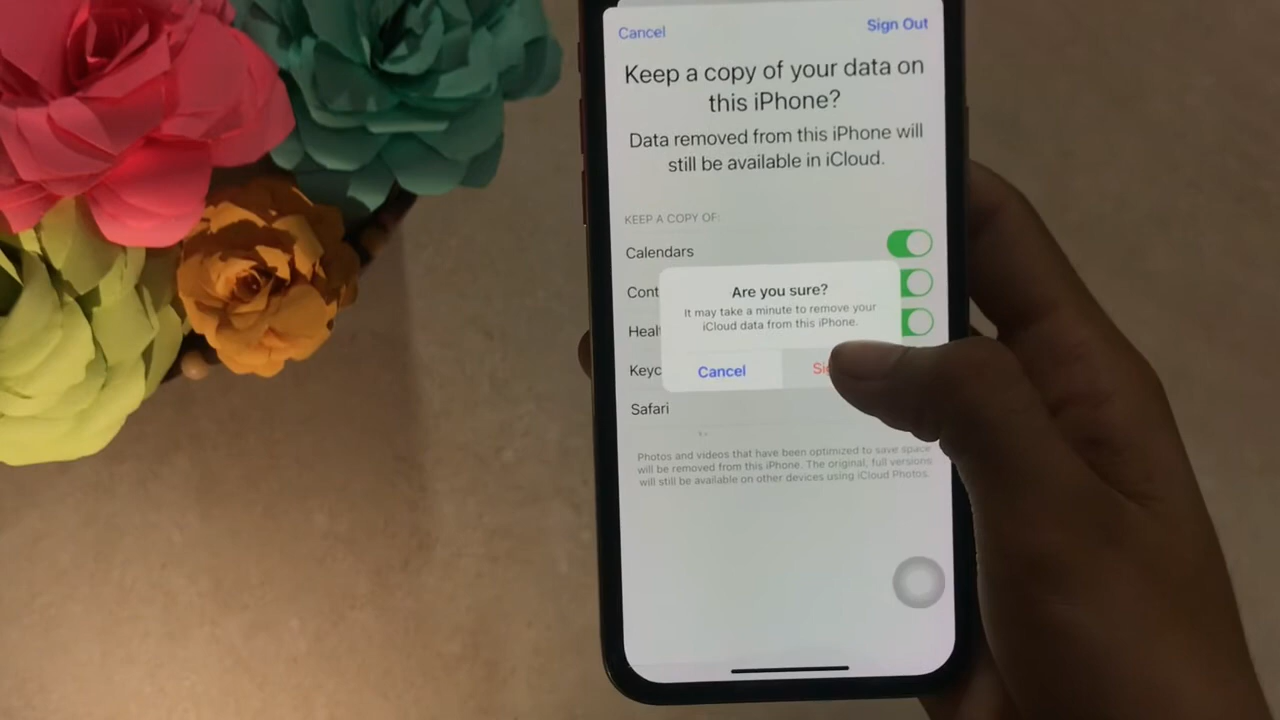 Cancel
Sign Out
Keep a copy of your data on
this iPhone?
Data removed from this iPhone will
still be available in iCloud.
KEEP A COPY OF:
Calendars
Cont
Heal
Keyc
Safari
Are you sure?
It may take a minute to remove your
iCloud data from this iPhone.
Cancel
Photos and videos that have been optimized to save space
will be removed from this iPhone. The original, full versions
will still be available on other devices using iCloud Photos.